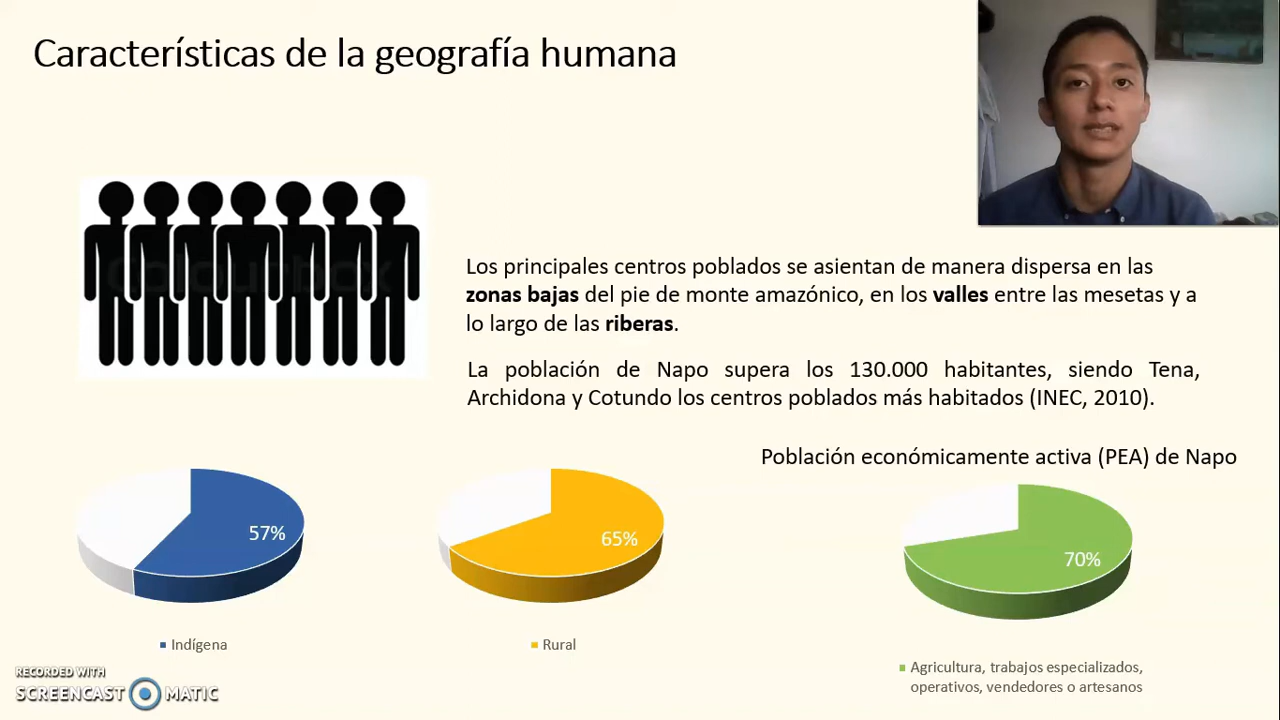 Características de la geografía humana
Los principales centros poblados se asientan de manera dispersa en las
zonas bajas del pie de monte amazónico, en los valles entre las mesetas y a
lo largo de las riberas.
La población de Napo supera los 130.000 habitantes, siendo Tena,
Archidona y Cotundo los centros poblados más habitados (INEC, 2010).
Población económicamente activa (PEA) de Napo
57%
65%
70%
Indígena
Rural
Agricultura, trabajos especializados,
operativos, vendedores o artesanos
RECORDED WITH
SCREENCAST MATIC